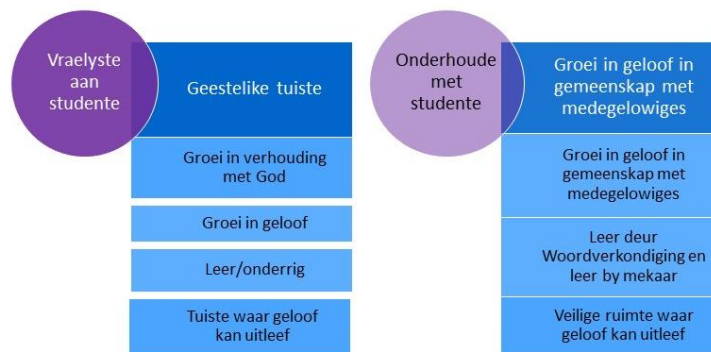 Vraelyste
aan
studente
Geestelike tuiste
Groei in verhouding
met God
Groei in geloof
Leer/onderrig
Tuiste waar geloof
kan uitleef
Onderhoude
met
studente
Groei in geloof in
gemeenskap met
medegelowiges
Groei in geloof in
gemeenskap met
medegelowiges
Leer deur
Woordverkondiging en
leer by mekaar
Veilige ruimte waar
geloof kan uitleef